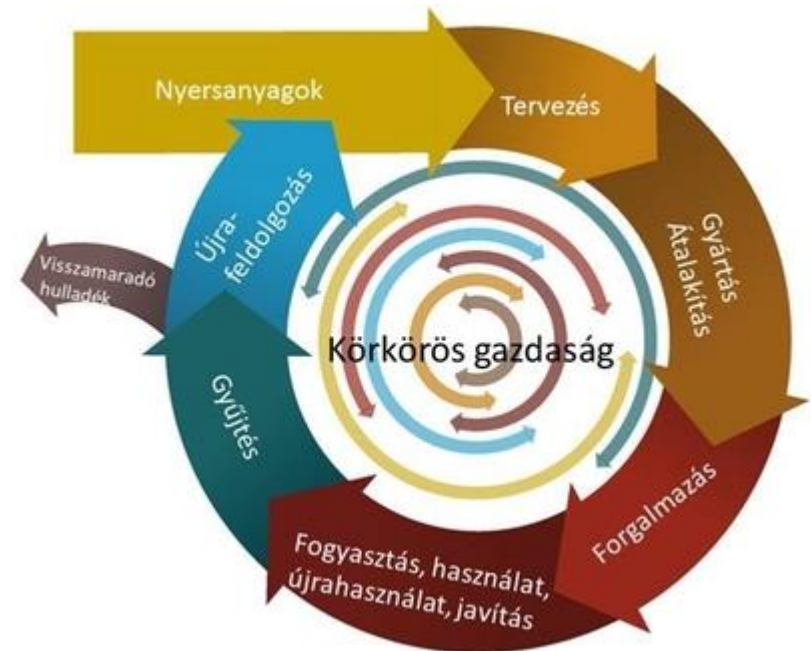 Nyersanyagok
Tervezés
Gyártás
Átalakítás
Forgalmazás
Fogyasztás, használat,
újrahasználat, javítás
Gyűjtés
Újra-
feldolgozás
Visszamaradó
hulladék
Körkörös gazdaság